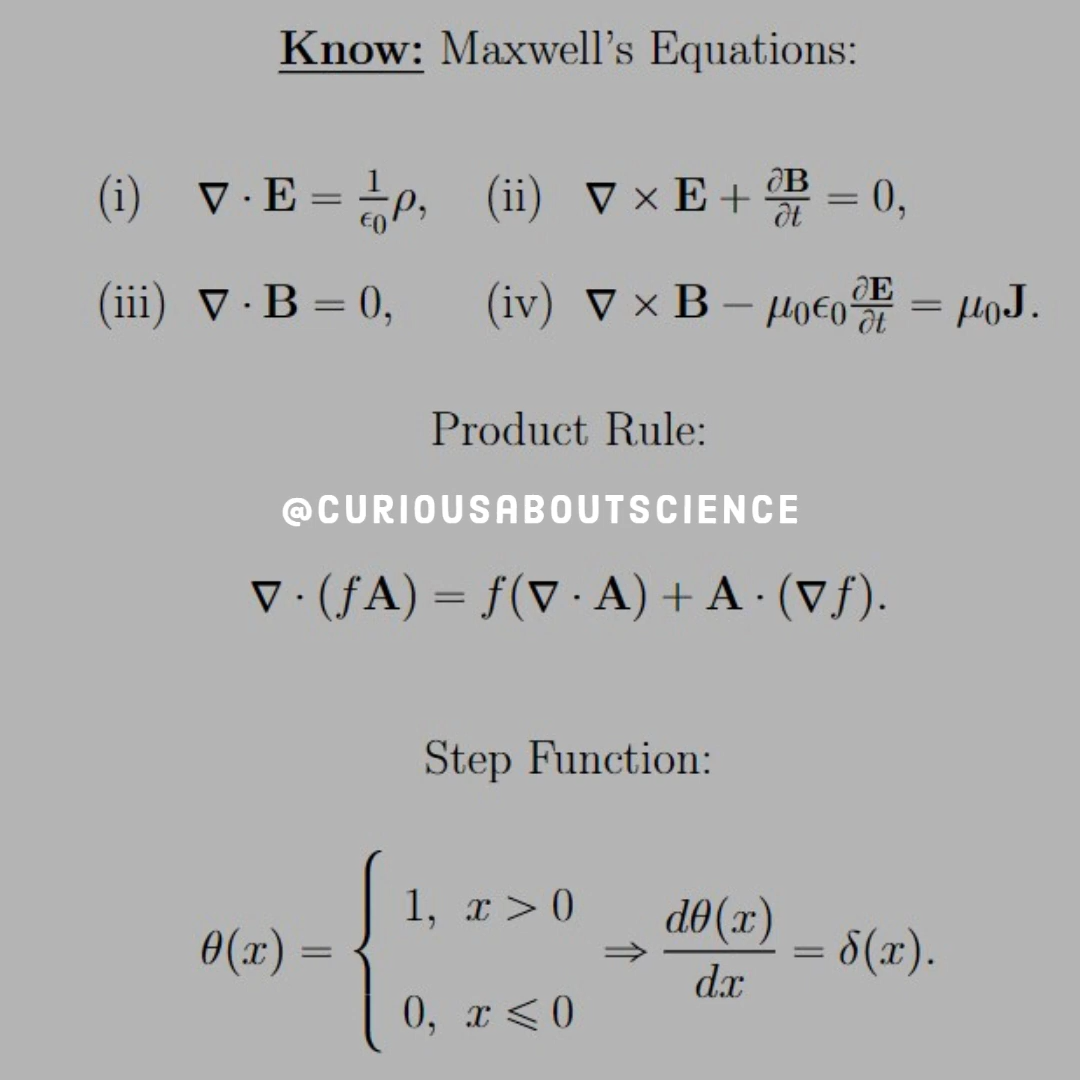 Know: Maxwell's Equations:
(i) ∇ · E = 1/ϵ₀ ρ, (ii) ∇ × E + ∂B/∂t = 0,
(iii) ∇ · B = 0, (iv) ∇ × B − μ₀ϵ₀ ∂E/∂t = μ₀J.
Product Rule:
@CURIOUSABOUTSCIENCE
∇ · (fA) = f(∇ · A) + A · (∇f).
Step Function:
θ(x) = { 1, x > 0
0, x ⩽ 0 ⇒ dθ(x)/dx = δ(x).